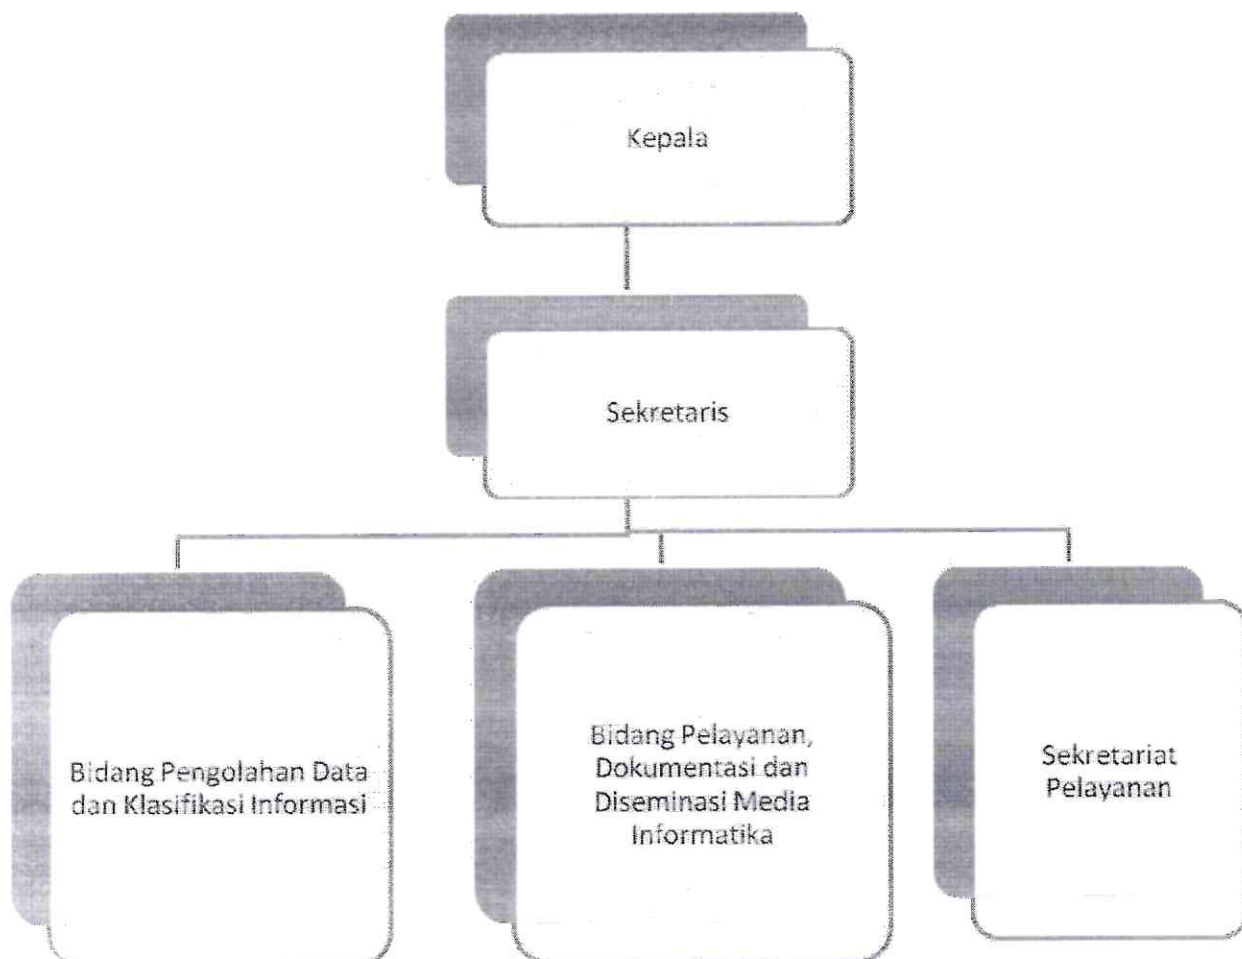 Kepala
Sekretaris
Bidang Pengolahan Data
dan Klasifikasi Informasi
Bidang Pelayanan,
Dokumentasi dan
Diseminasi Media
Informatika
Sekretariat
Pelayanan